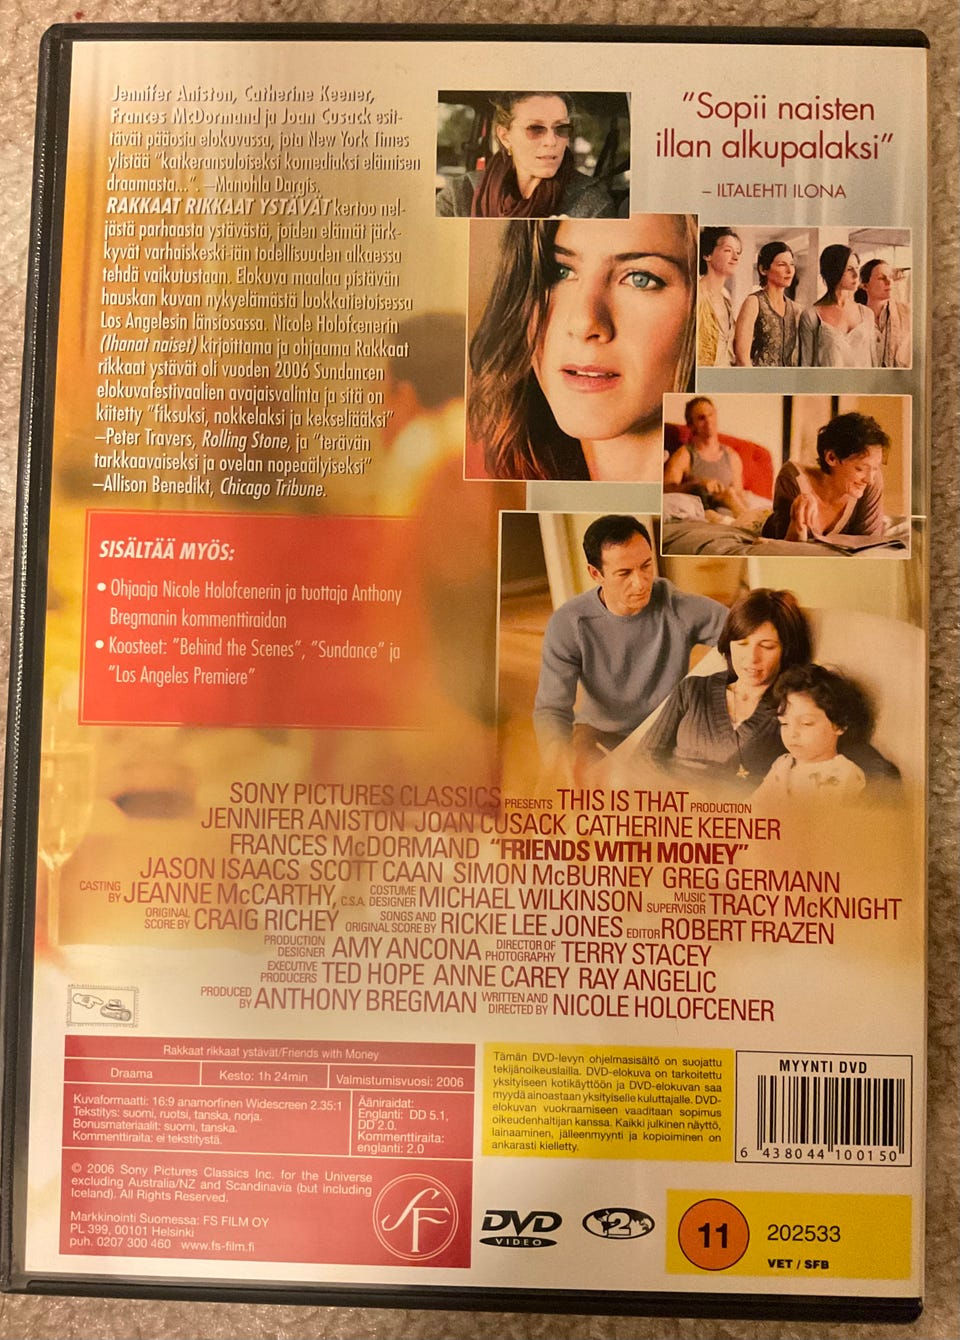 Jennifer Aniston, Catherine Keener,
Frances McDormand ja Joan Cusack esit-
tävät pääosia elokuvassa, jota New York Times
ylistää "katkeransuloiseksi komediaksi elämisen
draamasta...". –Manohla Dargis.
RAKKAAT RIKKAAT YSTÄVÄT kertoo nel-
jästä parhaasta ystävästä, joiden elämät järk-
kyvät varhaiskeski-iän todellisuuden alkaessa
tehdä vaikutustaan. Elokuva maalaa pistävän
hauskan kuvan nykyelämästä luokkatietoisessa
Los Angelesin länsiosassa. Nicole Holofcenerin
(Ihanat naiset) kirjoittama ja ohjaama Rakkaat
rikkaat ystävät oli vuoden 2006 Sundancen
elokuvafestivaalien avajaisvalinta ja sitä on
kiitetty "fiksuksi, nokkelaksi ja kekseliääksi"
–Peter Travers, Rolling Stone, ja "terävän
tarkkaavaiseksi ja ovelan nopeaälyiseksi"
–Allison Benedikt, Chicago Tribune.
"Sopii naisten
illan alkupalaksi"
– ILTALEHTI ILONA
SISÄLTÄÄ MYÖS:
• Ohjaaja Nicole Holofcenerin ja tuottaja Anthony
Bregmanin kommenttiraidan
• Koosteet: "Behind the Scenes", "Sundance" ja
"Los Angeles Premiere"
SONY PICTURES CLASSICS PRESENTS THIS IS THAT PRODUCTION
JENNIFER ANISTON JOAN CUSACK CATHERINE KEENER
FRANCES McDORMAND "FRIENDS WITH MONEY"
JASON ISAACS SCOTT CAAN SIMON McBURNEY GREG GERMANN
CASTING BY JEANNE McCARTHY, C.S.A. COSTUME DESIGNER MICHAEL WILKINSON MUSIC SUPERVISOR TRACY McKNIGHT
ORIGINAL SCORE BY CRAIG RICHEY SONGS AND ORIGINAL SCORE BY RICKIE LEE JONES EDITOR ROBERT FRAZEN
PRODUCTION DESIGNER AMY ANCONA DIRECTOR OF PHOTOGRAPHY TERRY STACEY
EXECUTIVE PRODUCERS TED HOPE ANNE CAREY RAY ANGELIC
PRODUCED BY ANTHONY BREGMAN WRITTEN AND DIRECTED BY NICOLE HOLOFCENER
Rakkaat rikkaat ystävät/Friends with Money
Draama Kesto: 1h 24min Valmistumisvuosi: 2006
Kuvaformaatti: 16:9 anamorfinen Widescreen 2.35:1
Tekstitys: suomi, ruotsi, tanska, norja.
Bonusmateriaalit: suomi, tanska.
Kommenttiraita: ei tekstitystä.
Ääniraidat:
Englanti: DD 5.1,
DD 2.0.
Kommenttiraita:
englanti: 2.0
© 2006 Sony Pictures Classics Inc. for the Universe
excluding Australia/NZ and Scandinavia (but including
Iceland). All Rights Reserved.
Markkinointi Suomessa: FS FILM OY
PL 399, 00101 Helsinki
puh. 0207 300 460 www.fs-film.fi
SF
Tämän DVD-levyn ohjelmasisältö on suojattu
tekijänoikeuslailla. DVD-elokuva on tarkoitettu
yksityiseen kotikäyttöön ja DVD-elokuvan saa
myydä ainoastaan yksityiselle kuluttajalle. DVD-
elokuvan vuokraamiseen vaaditaan sopimus
oikeudenhaltijan kanssa. Kaikki julkinen näyttö,
lainaaminen, jälleenmyynti ja kopioiminen on
ankarasti kielletty.
MYYNTI DVD
6 438044 100150
DVD
VIDEO
2
11
202533
VET / SFB